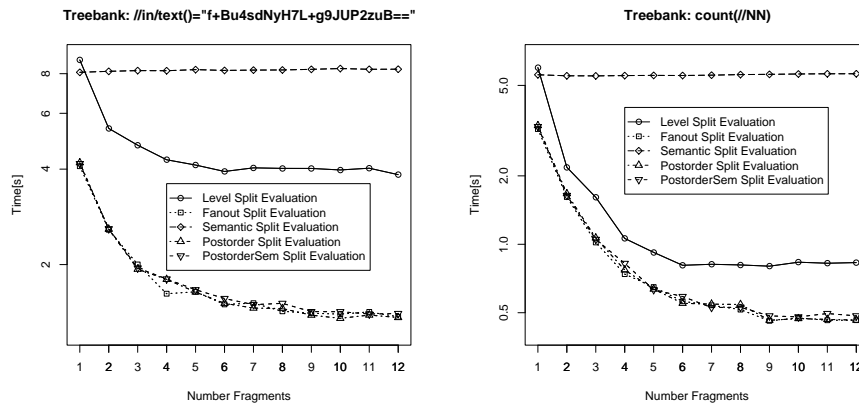 Treebank: //in/text()="f+Bu4sdNyH7L+g9JUP2zuB=="
Time[s]
8
6
4
2
Level Split Evaluation
Fanout Split Evaluation
Semantic Split Evaluation
Postorder Split Evaluation
PostorderSem Split Evaluation
1 2 3 4 5 6 7 8 9 10 11 12
Number Fragments
Treebank: count(//NN)
Time[s]
5.0
2.0
1.0
0.5
Level Split Evaluation
Fanout Split Evaluation
Semantic Split Evaluation
Postorder Split Evaluation
PostorderSem Split Evaluation
1 2 3 4 5 6 7 8 9 10 11 12
Number Fragments